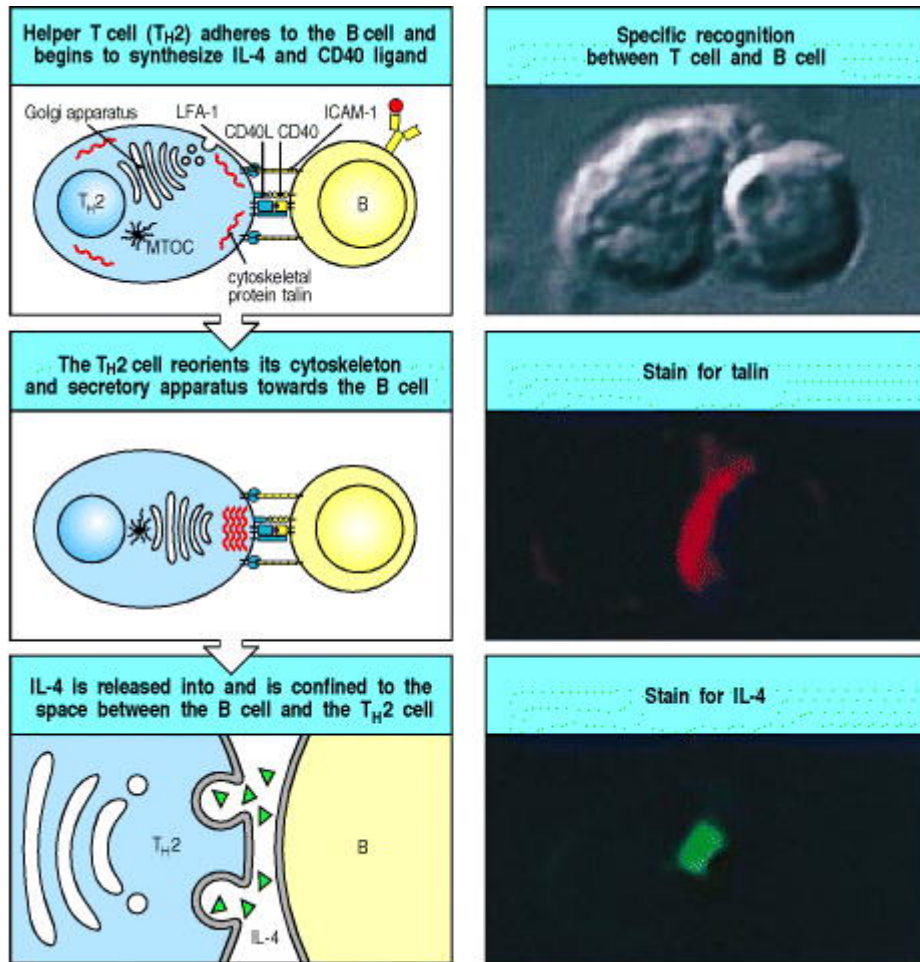 Helper T cell (TH2) adheres to the B cell and
begins to synthesize IL-4 and CD40 ligand
Specific recognition
between T cell and B cell
Golgi apparatus
LFA-1
ICAM-1
CD40L CD40
TH2
B
MTOC
cytoskeletal
protein talin
The TH2 cell reorients its cytoskeleton
and secretory apparatus towards the B cell
Stain for talin
IL-4 is released into and is confined to the
space between the B cell and the TH2 cell
Stain for IL-4
TH2
B
IL-4